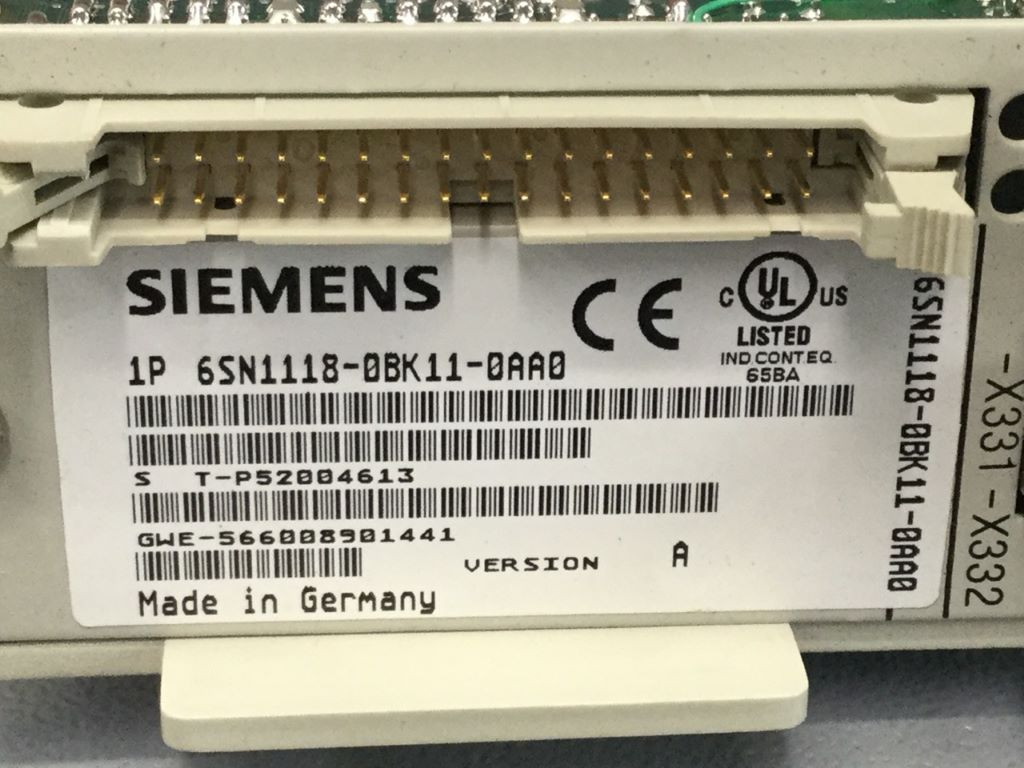 SIEMENS
CE
C UL US
LISTED
IND.CONT.EQ.
65BA
1P 6SN1118-0BK11-0AA0
S T-P52004613
GWE-566008901441
VERSION A
Made in Germany
6SN1118-0BK11-0AA0
-X331 -X332